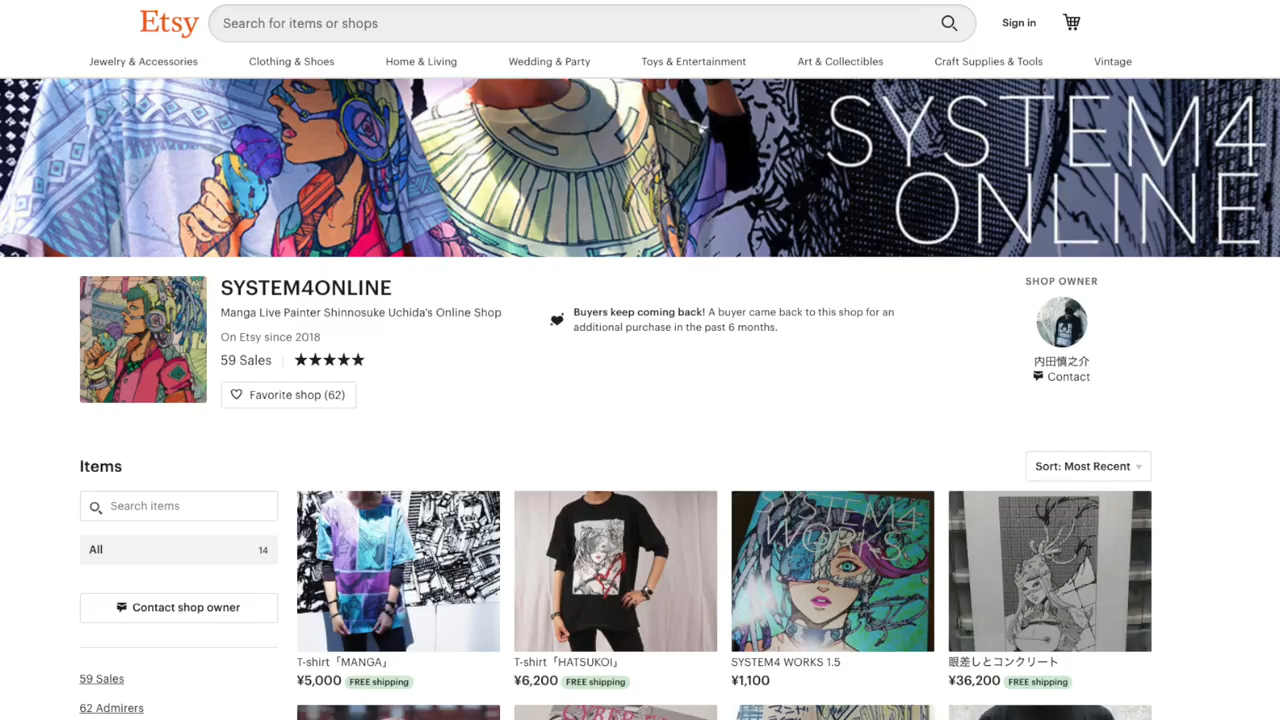 Etsy
Search for items or shops
Sign in
Jewelry & Accessories
Clothing & Shoes
Home & Living
Wedding & Party
Toys & Entertainment
Art & Collectibles
Craft Supplies & Tools
Vintage
SYSTEM4
ONLINE
SYSTEM4ONLINE
Manga Live Painter Shinnosuke Uchida's Online Shop
On Etsy since 2018
59 Sales
Favorite shop (62)
Buyers keep coming back! A buyer came back to this shop for an
additional purchase in the past 6 months.
SHOP OWNER
内田慎之介
Contact
Items
Sort: Most Recent
Search items
All
14
Contact shop owner
59 Sales
62 Admirers
SYSTEM4
WORKS
T-shirt「MANGA」
¥5,000 FREE shipping
T-shirt「HATSUKOI」
¥6,200 FREE shipping
SYSTEM4 WORKS 1.5
¥1,100
眼差しとコンクリート
¥36,200 FREE shipping